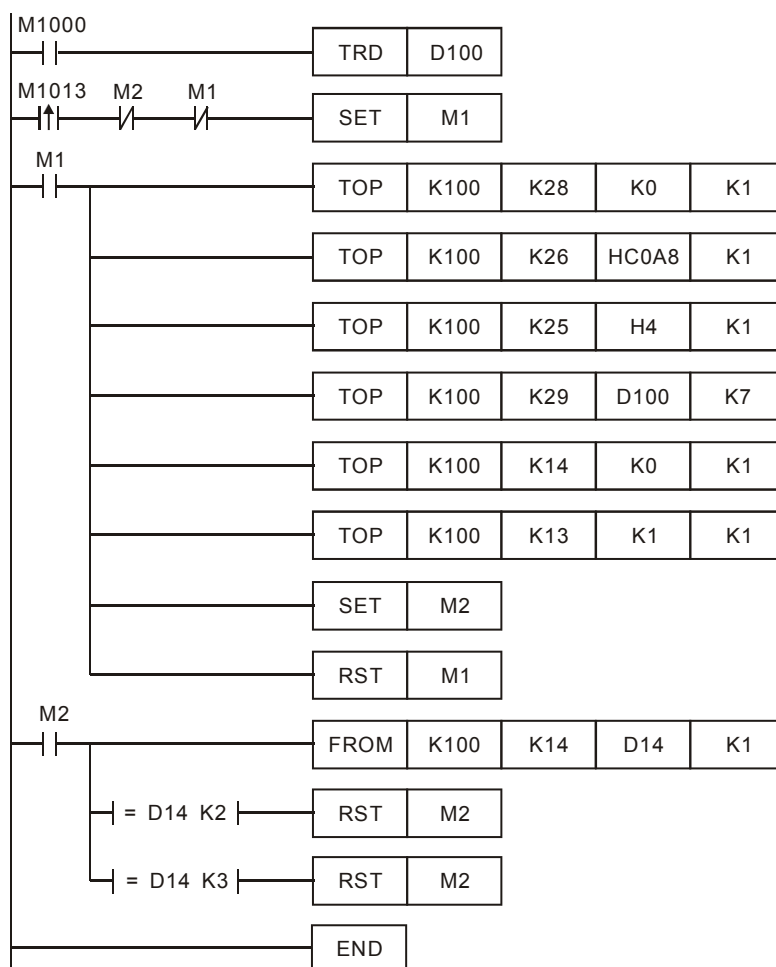 M1000
TRD D100
M1013 M2 M1
SET M1
M1
TOP K100 K28 K0 K1
TOP K100 K26 HC0A8 K1
TOP K100 K25 H4 K1
TOP K100 K29 D100 K7
TOP K100 K14 K0 K1
TOP K100 K13 K1 K1
SET M2
RST M1
M2
FROM K100 K14 D14 K1
= D14 K2 RST M2
= D14 K3 RST M2
END